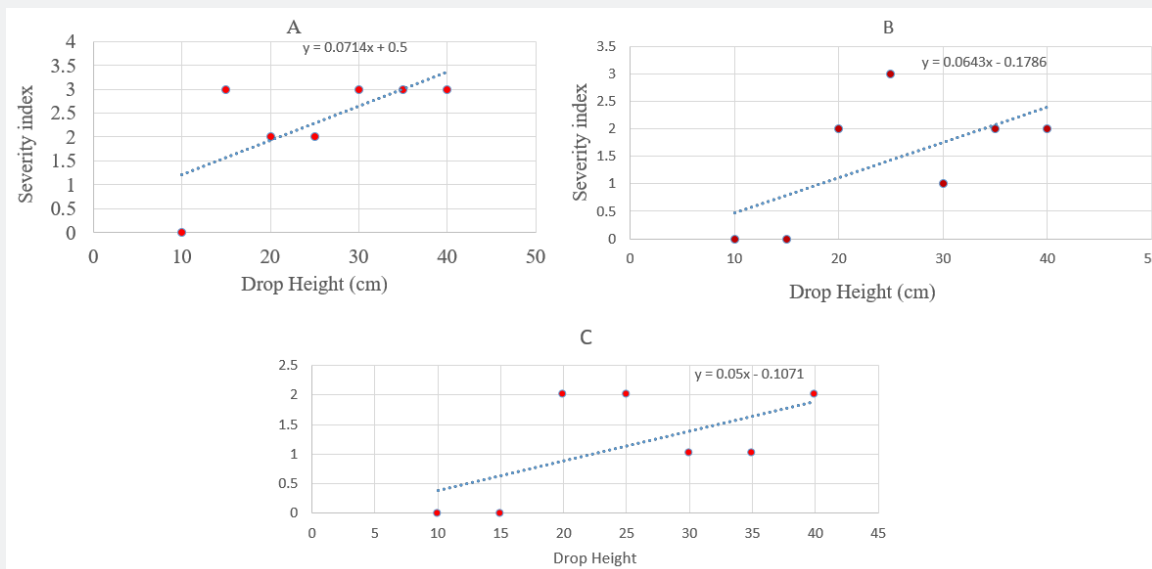 A
y = 0.0714x + 0.5
4
3.5
3
2.5
2
1.5
1
0.5
0
Severity index
0 10 20 30 40 50
Drop Height (cm)
B
y = 0.0643x - 0.1786
3.5
3
2.5
2
1.5
1
0.5
0
Severity index
0 10 20 30 40
Drop Height (cm)
C
y = 0.05x - 0.1071
2.5
2
1.5
1
0.5
0
0 5 10 15 20 25 30 35 40 45
Drop Height